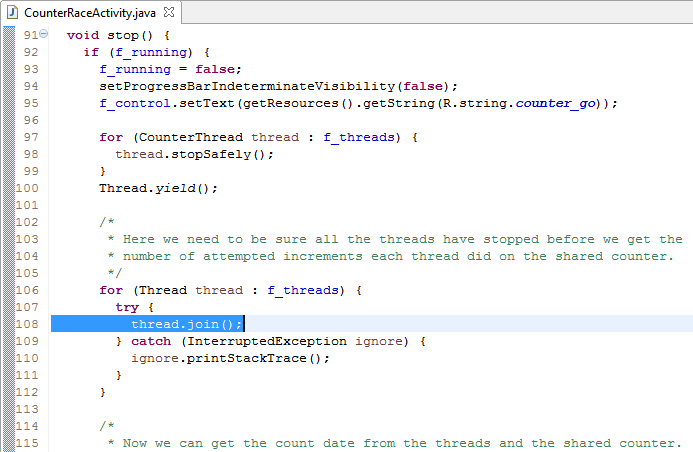 CounterRaceActivity.java
91 void stop() {
92 if (f_running) {
93 f_running = false;
94 setProgressBarIndeterminateVisibility(false);
95 f_control.setText(getResources().getString(R.string.counter_go));
96
97 for (CounterThread thread : f_threads) {
98 thread.stopSafely();
99 }
100 Thread.yield();
101
102 /*
103 * Here we need to be sure all the threads have stopped before we get the
104 * number of attempted increments each thread did on the shared counter.
105 */
106 for (Thread thread : f_threads) {
107 try {
108 thread.join();
109 } catch (InterruptedException ignore) {
110 ignore.printStackTrace();
111 }
112 }
113
114 /*
115 * Now we can get the count date from the threads and the shared counter.